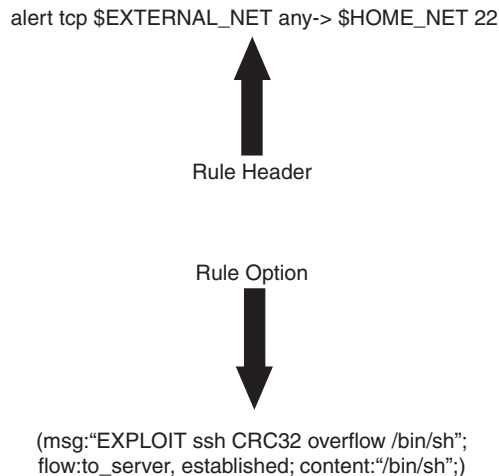 alert tcp $EXTERNAL_NET any-> $HOME_NET 22
Rule Header
Rule Option
(msg:“EXPLOIT ssh CRC32 overflow /bin/sh”;
flow:to_server, established; content:“/bin/sh”;)